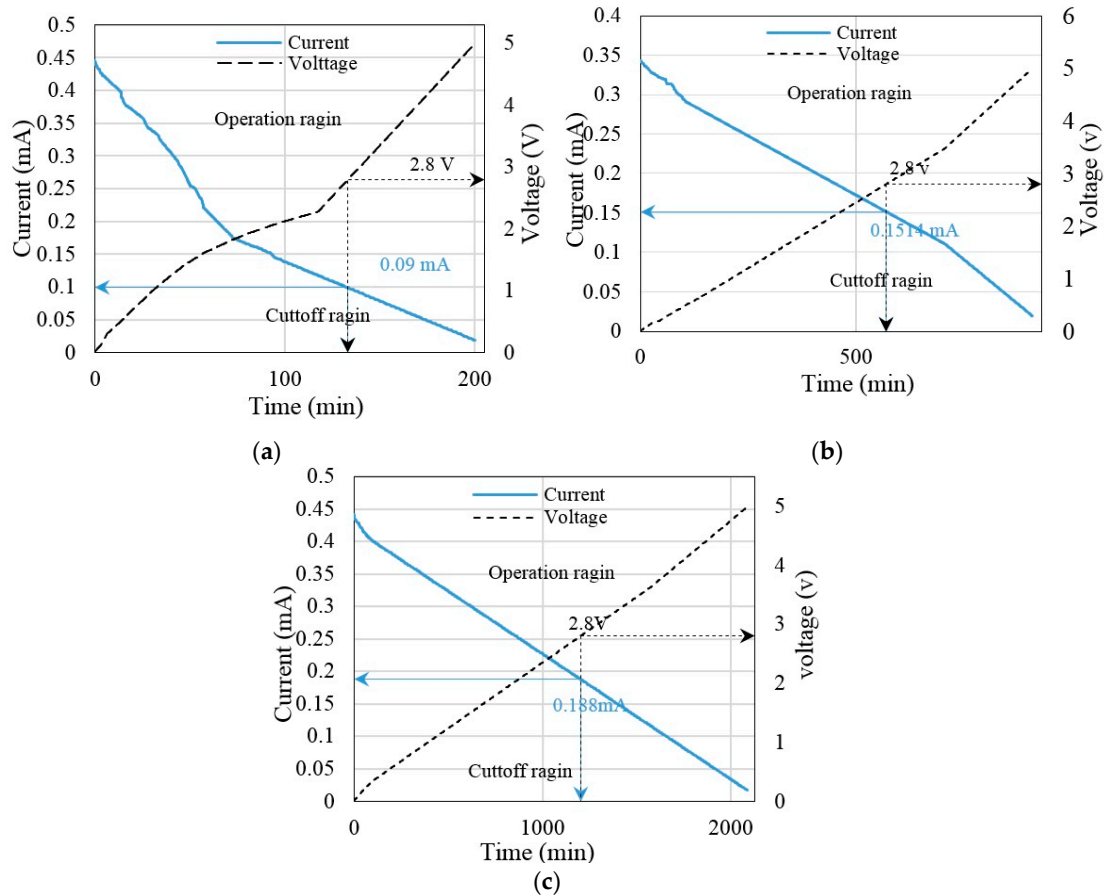 0.5
0.45
0.4
0.35
0.3
0.25
0.2
0.15
0.1
0.05
0
Current (mA)
Current
Volttage
Operation ragin
2.8 V
0.09 mA
Cuttoff ragin
5
4
3
2
1
0
Voltage (V)
0 100 200
Time (min)
(a)
0.4
0.35
0.3
0.25
0.2
0.15
0.1
0.05
0
Current (mA)
Current
Voltage
Operation ragin
2.8 v
0.1514 mA
Cuttoff ragin
6
5
4
3
2
1
0
Voltage (v)
0 500
Time (min)
(b)
0.5
0.45
0.4
0.35
0.3
0.25
0.2
0.15
0.1
0.05
0
Current (mA)
Current
Voltage
Operation ragin
2.8V
0.188mA
Cuttoff ragin
5
4
3
2
1
0
voltage (v)
0 1000 2000
Time (min)
(c)